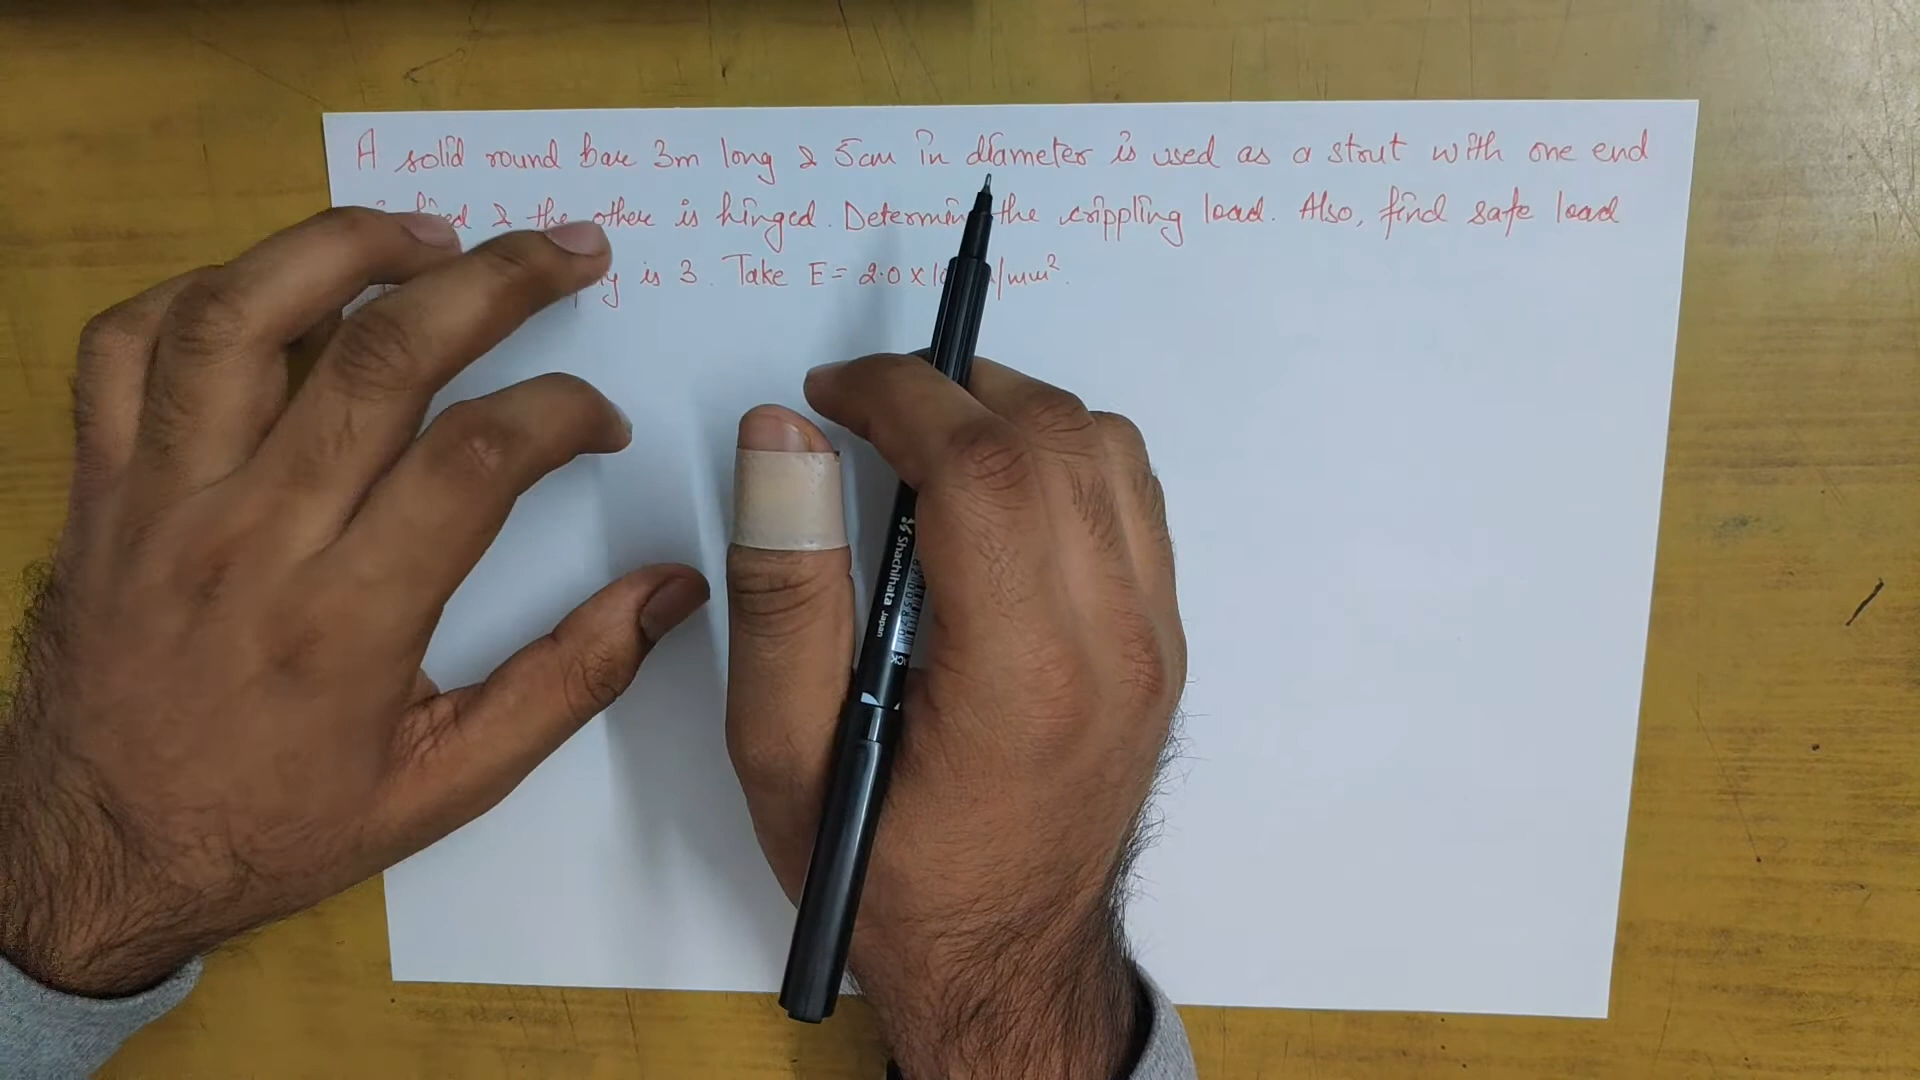 A solid round bar 3m long & 5cm in diameter is used as a strut with one end
& the other is hinged. Determine the crippling load. Also, find safe load
is 3. Take E = 2.0 x /mm²
Shachihata Japan